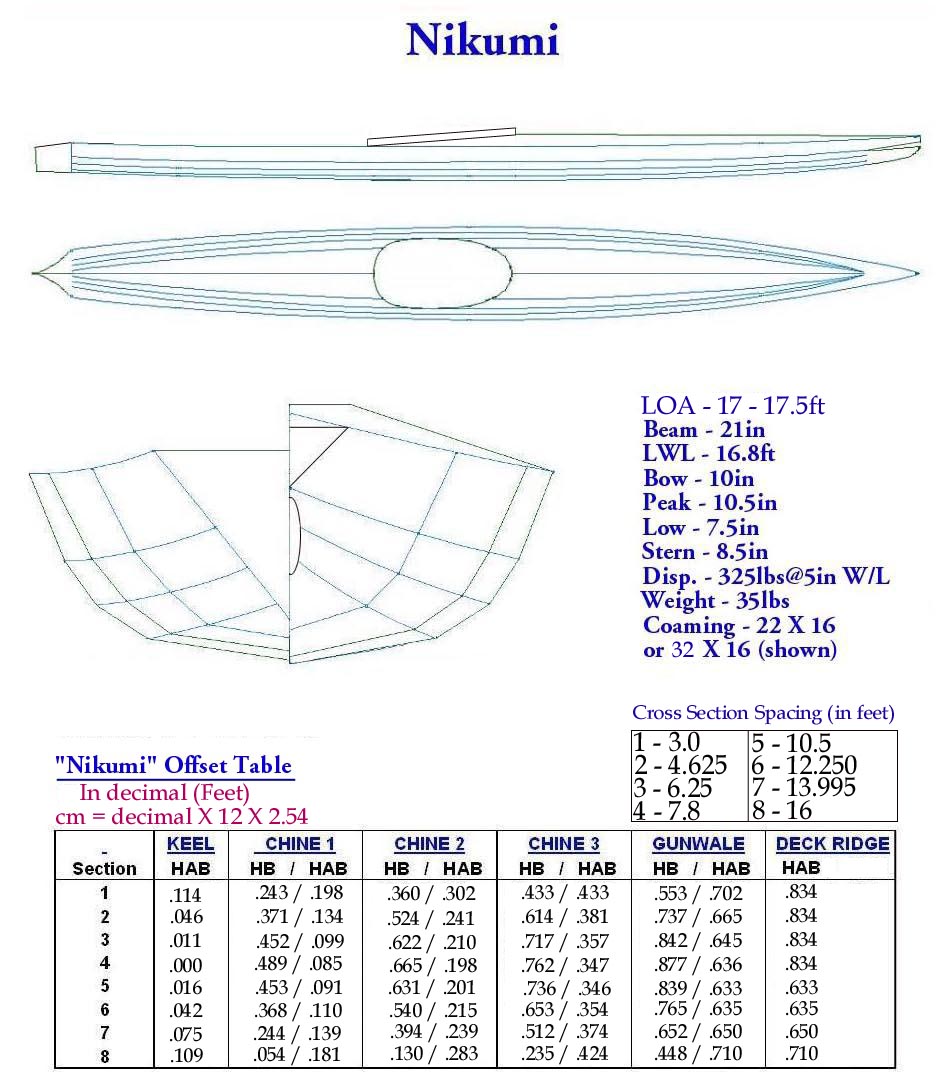 Nikumi
LOA - 17 - 17.5ft
Beam - 21in
LWL - 16.8ft
Bow - 10in
Peak - 10.5in
Low - 7.5in
Stern - 8.5in
Disp. - 325lbs@5in W/L
Weight - 35lbs
Coaming - 22 X 16
or 32 X 16 (shown)
Cross Section Spacing (in feet)
1 - 3.0 5 - 10.5
2 - 4.625 6 - 12.250
3 - 6.25 7 - 13.995
4 - 7.8 8 - 16
"Nikumi" Offset Table
In decimal (Feet)
cm = decimal X 12 X 2.54
- KEEL CHINE 1 CHINE 2 CHINE 3 GUNWALE DECK RIDGE
Section HAB HB / HAB HB / HAB HB / HAB HB / HAB HAB
1 .114 .243 / .198 .360 / .302 .433 / .433 .553 / .702 .834
2 .046 .371 / .134 .524 / .241 .614 / .381 .737 / .665 .834
3 .011 .452 / .099 .622 / .210 .717 / .357 .842 / .645 .834
4 .000 .489 / .085 .665 / .198 .762 / .347 .877 / .636 .834
5 .016 .453 / .091 .631 / .201 .736 / .346 .839 / .633 .633
6 .042 .368 / .110 .540 / .215 .653 / .354 .765 / .635 .635
7 .075 .244 / .139 .394 / .239 .512 / .374 .652 / .650 .650
8 .109 .054 / .181 .130 / .283 .235 / .424 .448 / .710 .710